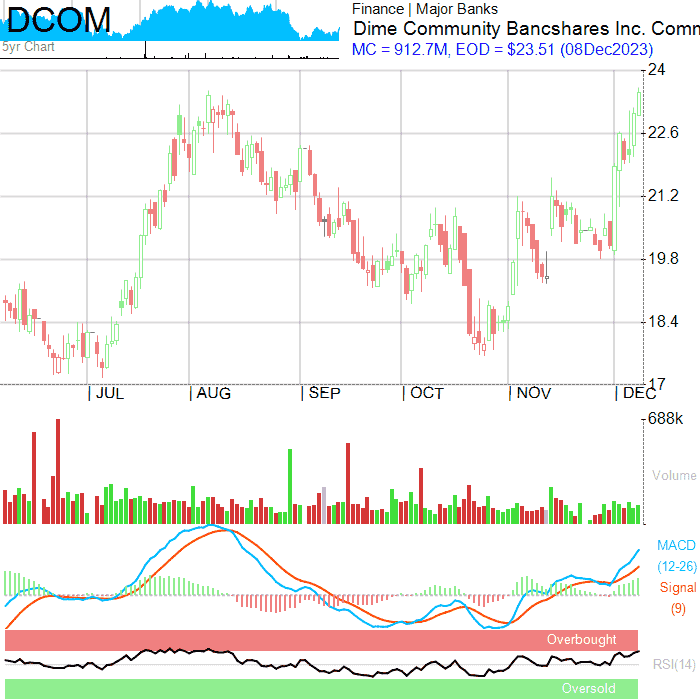 DCOM
5yr Chart
Finance | Major Banks
Dime Community Bancshares Inc. Comm
MC = 912.7M, EOD = $23.51 (08Dec2023)
24
22.6
21.2
19.8
18.4
17
JUL AUG SEP OCT NOV DEC
688k
Volume
MACD
(12-26)
Signal
(9)
Overbought
RSI(14)
Oversold